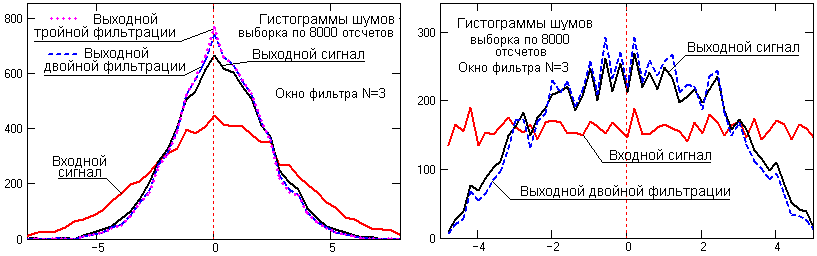 800
600
400
200
0
Выходной
тройной фильтрации
Выходной
двойной фильтрации
Гистограммы шумов
выборка по 8000 отсчетов
Выходной сигнал
Окно фильтра N=3
Входной
сигнал
−5
0
5
300
200
100
0
Гистограммы шумов
выборка по 8000
отсчетов
Окно фильтра N=3
Выходной сигнал
Входной сигнал
Выходной двойной фильтрации
−4
−2
0
2
4